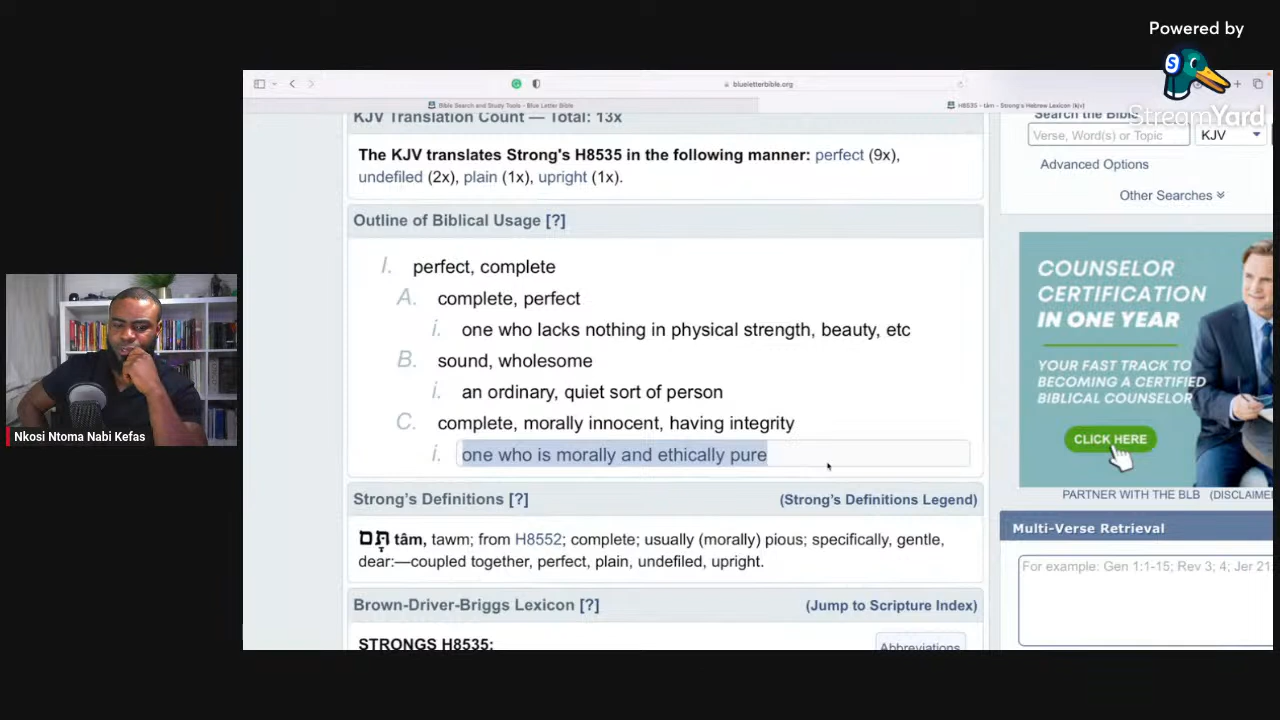 Powered by
StreamYard
blueletterbible.org
Bible Search and Study Tools - Blue Letter Bible
H8535 - tām - Strong's Hebrew Lexicon (kjv)
KJV Translation Count — Total: 13x
The KJV translates Strong's H8535 in the following manner: perfect (9x),
undefiled (2x), plain (1x), upright (1x).
Outline of Biblical Usage [?]
I. perfect, complete
A. complete, perfect
i. one who lacks nothing in physical strength, beauty, etc
B. sound, wholesome
i. an ordinary, quiet sort of person
C. complete, morally innocent, having integrity
i. one who is morally and ethically pure
Strong's Definitions [?] (Strong's Definitions Legend)
תָּם tâm, tawm; from H8552; complete; usually (morally) pious; specifically, gentle,
dear:—coupled together, perfect, plain, undefiled, upright.
Brown-Driver-Briggs Lexicon [?] (Jump to Scripture Index)
STRONGS H8535:
Abbreviations
Search the Bible
Verse, Word(s) or Topic KJV
Advanced Options
Other Searches
COUNSELOR
CERTIFICATION
IN ONE YEAR
YOUR FAST TRACK TO
BECOMING A CERTIFIED
BIBLICAL COUNSELOR
CLICK HERE
PARTNER WITH THE BLB (DISCLAIME
Multi-Verse Retrieval
For example: Gen 1:1-15; Rev 3; 4; Jer 21
Nkosi Ntoma Nabi Kefas